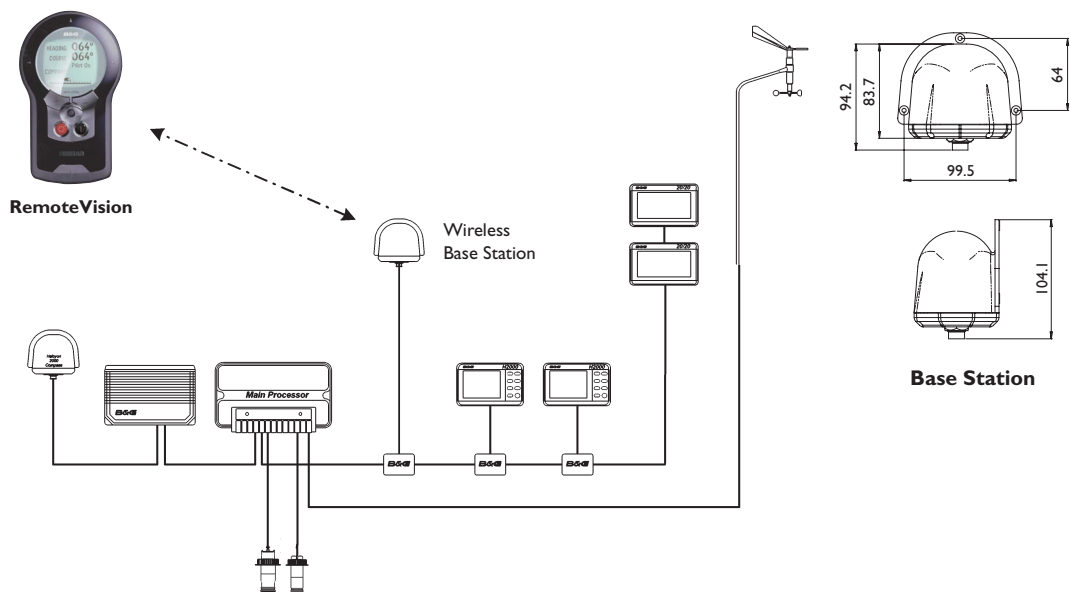 B&G
HEADING 064°
COURSE 064°
Pilot On
RemoteVision
Wireless
Base Station
20/20
20/20
Halcyon
2000
Compass
B&G
Main Processor
H2000
H2000
B&G
B&G
B&G
94.2
83.7
64
99.5
104.1
Base Station